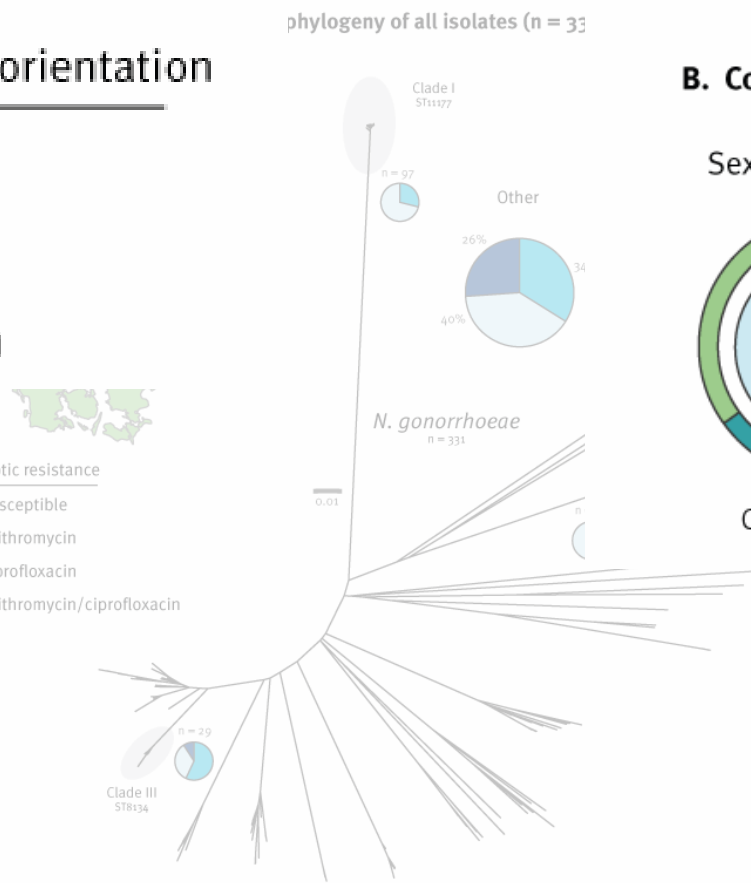 phylogeny of all isolates (n = 33
orientation
B. Co
Clade I
ST11177
Sex
n = 97
Other
26%
34
40%
N. gonorrhoeae
n = 331
tic resistance
0.01
sceptible
n
ithromycin
profloxacin
ithromycin/ciprofloxacin
n = 29
Clade III
ST8134